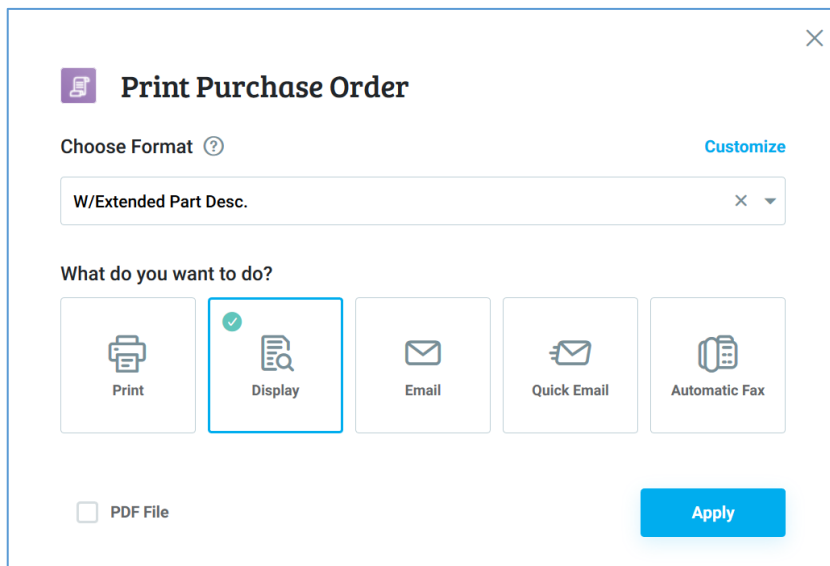 Print Purchase Order
Choose Format ?
Customize
W/Extended Part Desc.
What do you want to do?
Print
Display
Email
Quick Email
Automatic Fax
PDF File
Apply